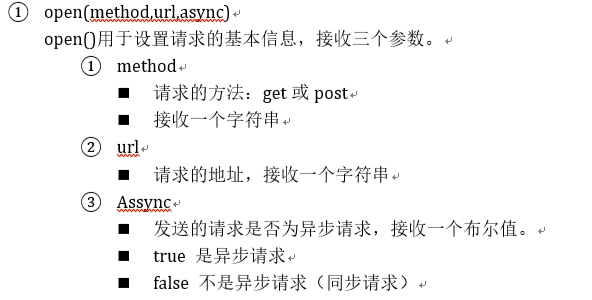 ① open(method,url,async)
open()用于设置请求的基本信息，接收三个参数。
① method
■ 请求的方法：get 或 post
■ 接收一个字符串
② url
■ 请求的地址，接收一个字符串
③ Assync
■ 发送的请求是否为异步请求，接收一个布尔值。
■ true 是异步请求
■ false 不是异步请求（同步请求）